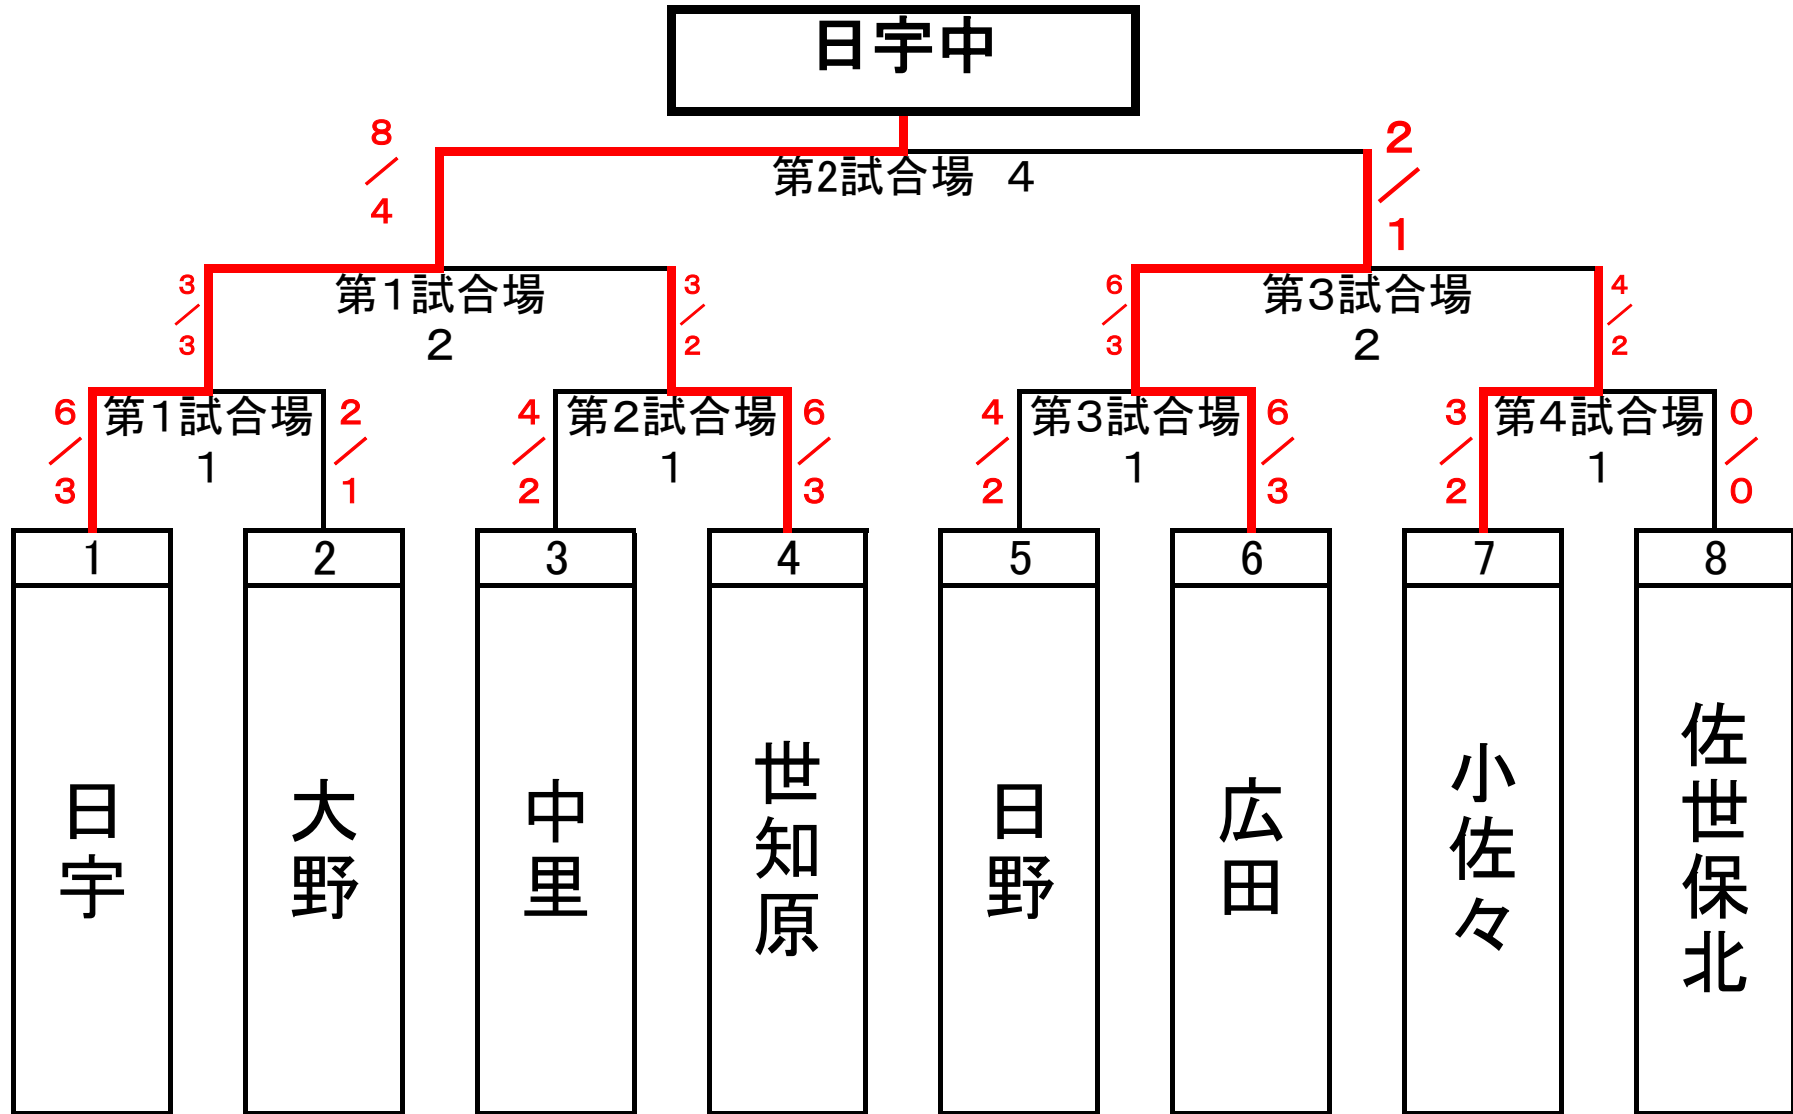 日宇中
8/4
2/1
第2試合場　4
3/3
3/2
6/3
4/2
第1試合場
2
第3試合場
2
6/3
2/1
4/2
6/3
4/2
6/3
3/2
0/0
第1試合場
1
第2試合場
1
第3試合場
1
第4試合場
1
1
2
3
4
5
6
7
8
日宇
大野
中里
世知原
日野
広田
小佐々
佐世保北